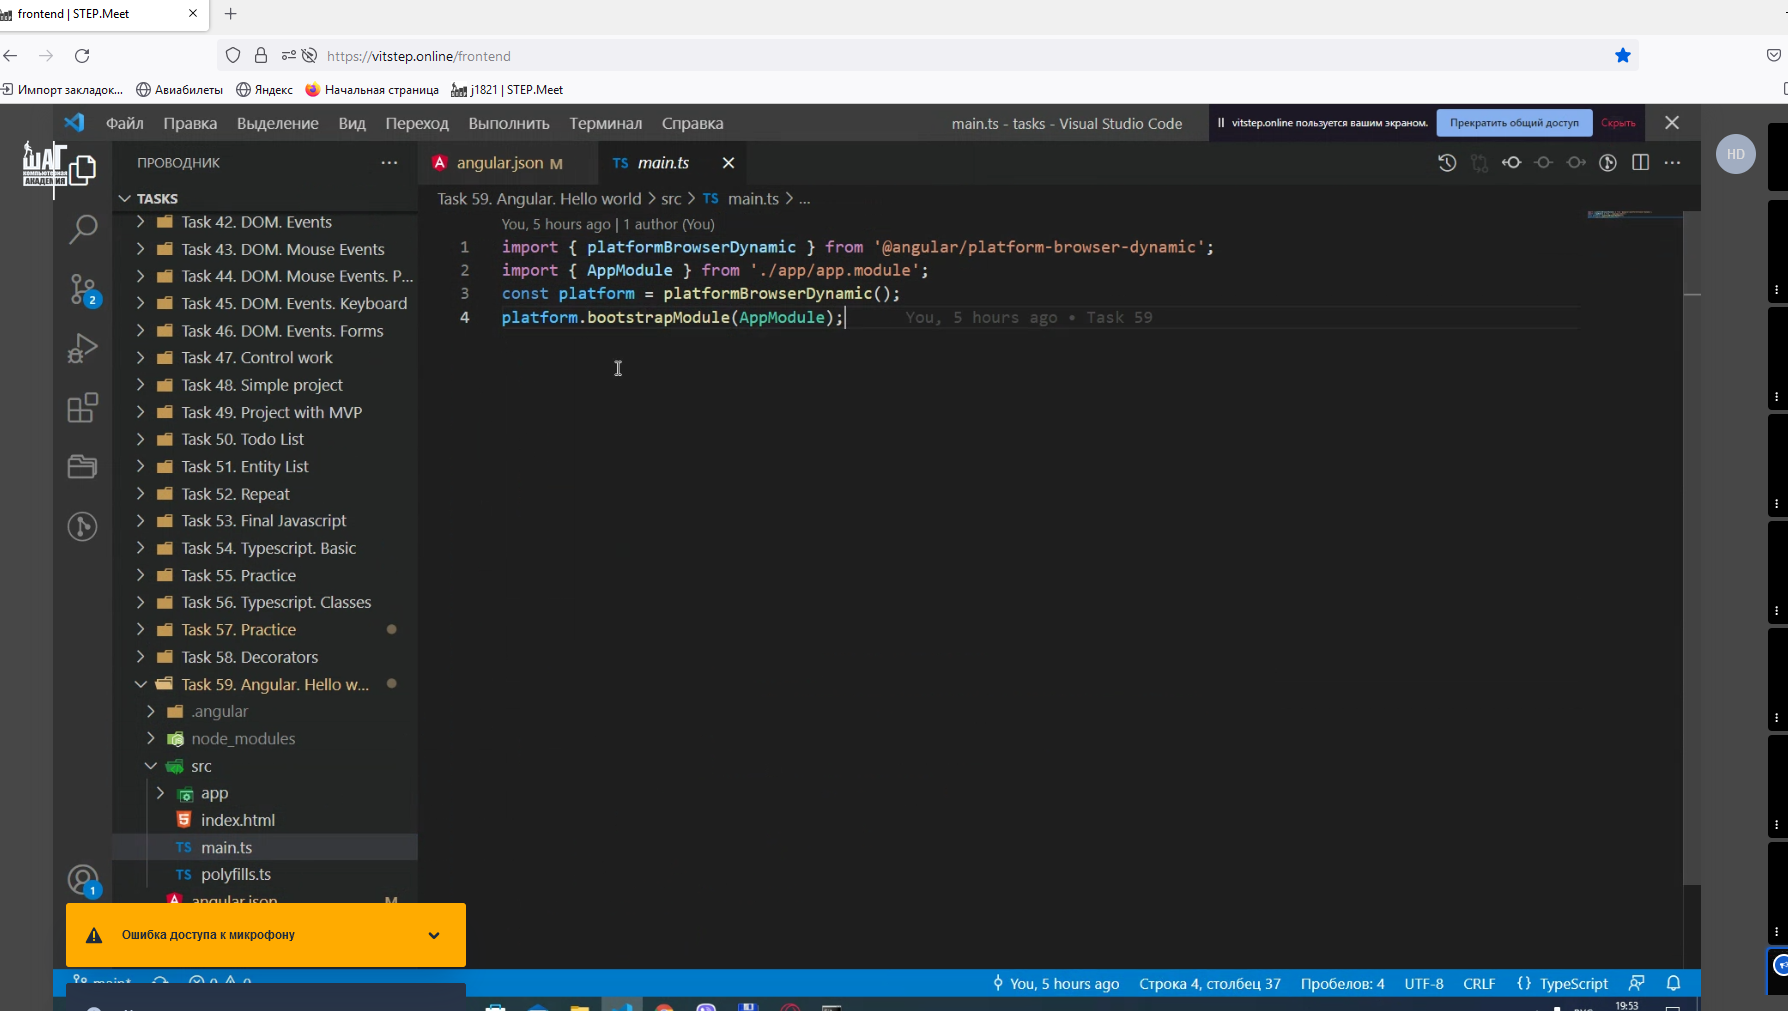 frontend | STEP.Meet
https://vitstep.online/frontend
Импорт закладок...
Авиабилеты
Яндекс
Начальная страница
j1821 | STEP.Meet
Файл Правка Выделение Вид Переход Выполнить Терминал Справка
main.ts - tasks - Visual Studio Code
vitstep.online пользуется вашим экраном.
Прекратить общий доступ
Скрыть
HD
ШАГ
КОМПЬЮТЕРНАЯ
АКАДЕМИЯ
ПРОВОДНИК
angular.json M
TS main.ts
TASKS
Task 59. Angular. Hello world > src > TS main.ts > ...
Task 42. DOM. Events
Task 43. DOM. Mouse Events
Task 44. DOM. Mouse Events. P...
Task 45. DOM. Events. Keyboard
Task 46. DOM. Events. Forms
Task 47. Control work
Task 48. Simple project
Task 49. Project with MVP
Task 50. Todo List
Task 51. Entity List
Task 52. Repeat
Task 53. Final Javascript
Task 54. Typescript. Basic
Task 55. Practice
Task 56. Typescript. Classes
Task 57. Practice
Task 58. Decorators
Task 59. Angular. Hello w...
.angular
node_modules
src
app
index.html
TS main.ts
TS polyfills.ts
angular.json M
2
1
You, 5 hours ago | 1 author (You)
1 import { platformBrowserDynamic } from '@angular/platform-browser-dynamic';
2 import { AppModule } from './app/app.module';
3 const platform = platformBrowserDynamic();
4 platform.bootstrapModule(AppModule); You, 5 hours ago • Task 59
Ошибка доступа к микрофону
You, 5 hours ago
Строка 4, столбец 37
Пробелов: 4
UTF-8
CRLF
{} TypeScript
19:53